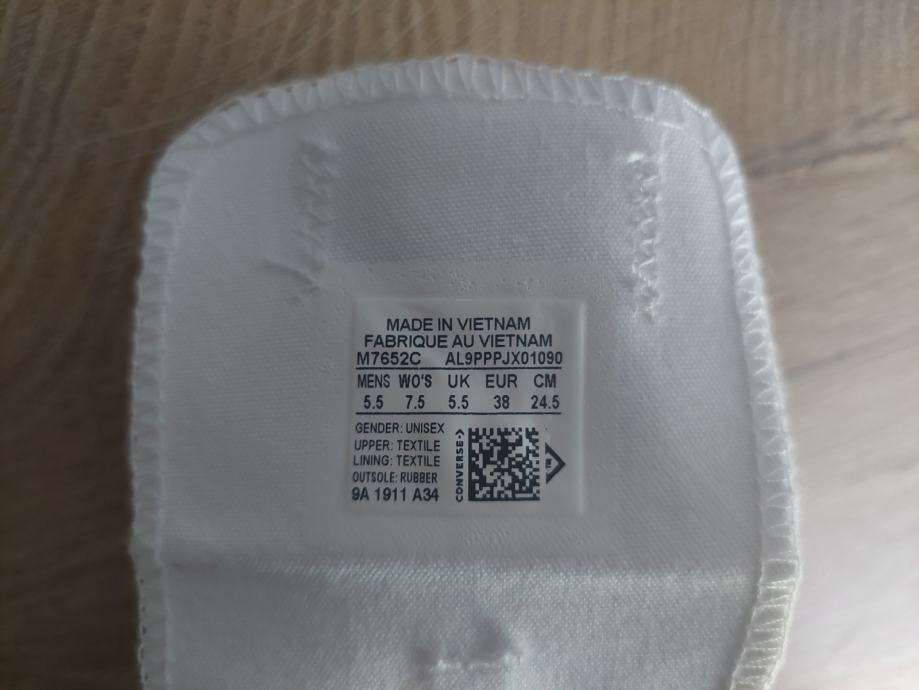 MADE IN VIETNAM
FABRIQUE AU VIETNAM
M7652C AL9PPPJX01090
MENS WO'S UK EUR CM
5.5 7.5 5.5 38 24.5
GENDER: UNISEX
UPPER: TEXTILE
LINING: TEXTILE
OUTSOLE: RUBBER
9A 1911 A34
CONVERSE->
TM